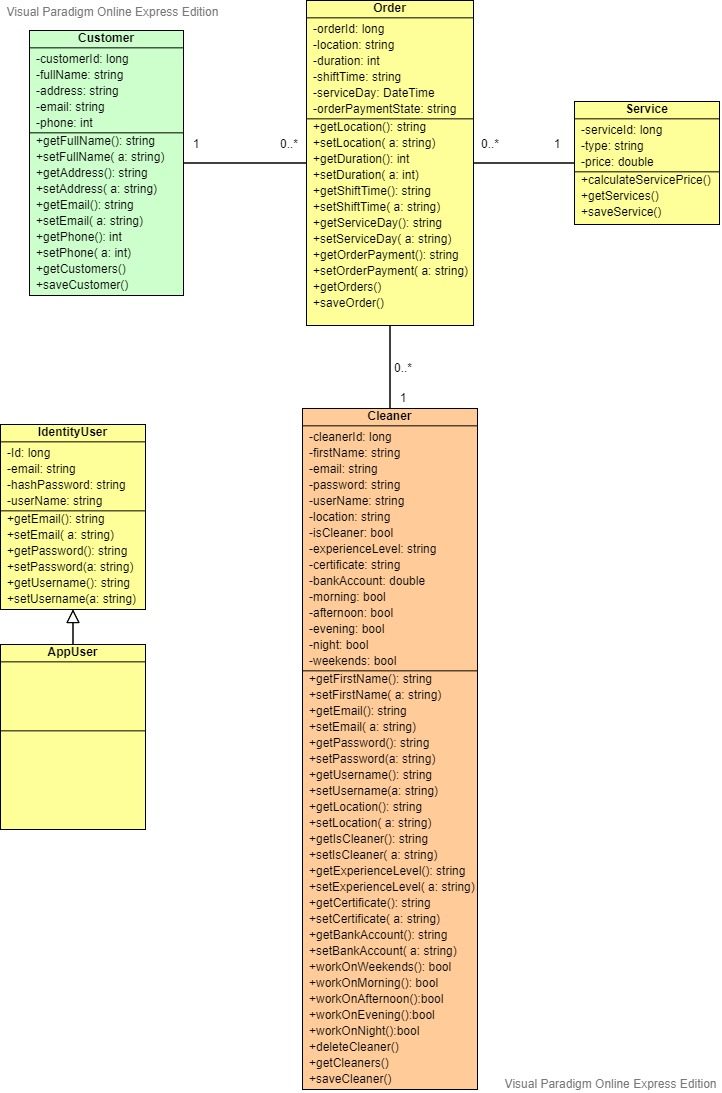 Visual Paradigm Online Express Edition
Customer
-customerId: long
-fullName: string
-address: string
-email: string
-phone: int
+getFullName(): string
+setFullName( a: string)
+getAddress(): string
+setAddress( a: string)
+getEmail(): string
+setEmail( a: string)
+getPhone(): int
+setPhone( a: int)
+getCustomers()
+saveCustomer()
1
0..*
Order
-orderId: long
-location: string
-duration: int
-shiftTime: string
-serviceDay: DateTime
-orderPaymentState: string
+getLocation(): string
+setLocation( a: string)
+getDuration(): int
+setDuration( a: int)
+getShiftTime(): string
+setShiftTime( a: string)
+getServiceDay(): string
+setServiceDay( a: string)
+getOrderPayment(): string
+setOrderPayment( a: string)
+getOrders()
+saveOrder()
0..*
1
Service
-serviceId: long
-type: string
-price: double
+calculateServicePrice()
+getServices()
+saveService()
0..*
1
IdentityUser
-Id: long
-email: string
-hashPassword: string
-userName: string
+getEmail(): string
+setEmail( a: string)
+getPassword(): string
+setPassword(a: string)
+getUsername(): string
+setUsername(a: string)
AppUser
Cleaner
-cleanerId: long
-firstName: string
-email: string
-password: string
-userName: string
-location: string
-isCleaner: bool
-experienceLevel: string
-certificate: string
-bankAccount: double
-morning: bool
-afternoon: bool
-evening: bool
-night: bool
-weekends: bool
+getFirstName(): string
+setFirstName( a: string)
+getEmail(): string
+setEmail( a: string)
+getPassword(): string
+setPassword(a: string)
+getUsername(): string
+setUsername(a: string)
+getLocation(): string
+setLocation( a: string)
+getIsCleaner(): string
+setIsCleaner( a: string)
+getExperienceLevel(): string
+setExperienceLevel( a: string)
+getCertificate(): string
+setCertificate( a: string)
+getBankAccount(): string
+setBankAccount( a: string)
+workOnWeekends(): bool
+workOnMorning(): bool
+workOnAfternoon():bool
+workOnEvening():bool
+workOnNight():bool
+deleteCleaner()
+getCleaners()
+saveCleaner()
Visual Paradigm Online Express Edition